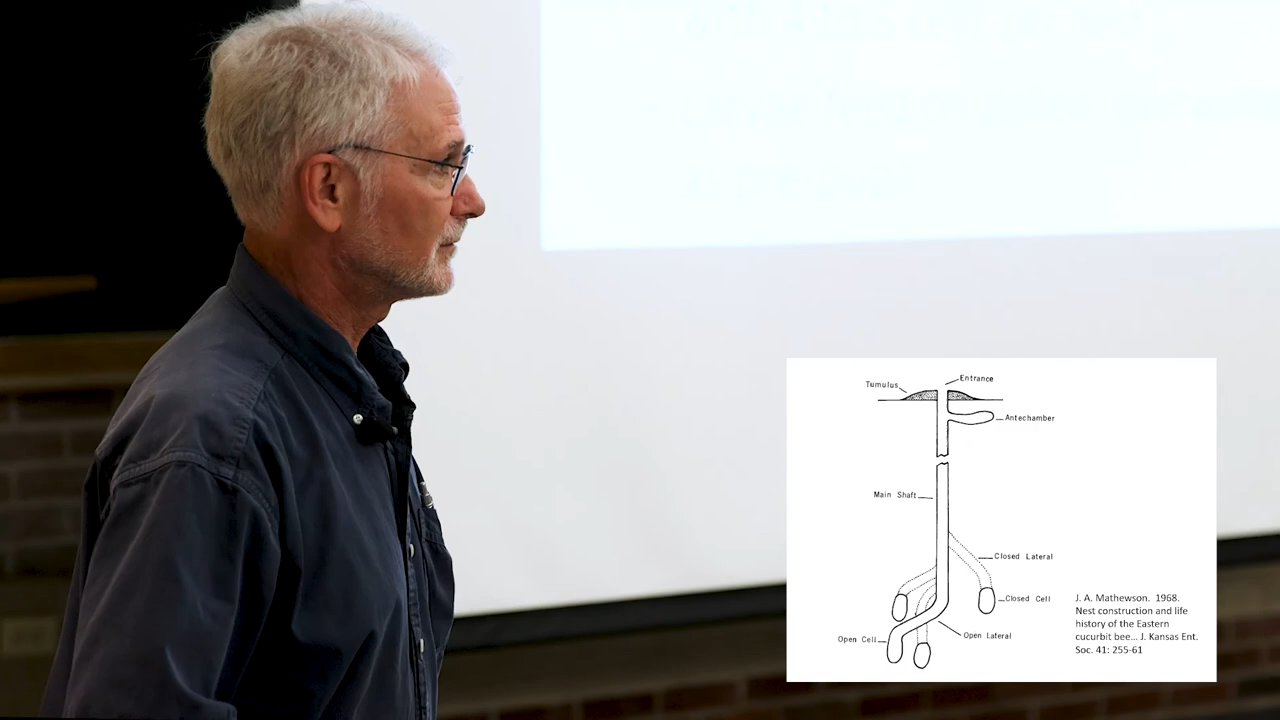 Tumulus
Entrance
Antechamber
Main Shaft
Closed Lateral
Closed Cell
Open Cell
Open Lateral
J. A. Mathewson. 1968.
Nest construction and life
history of the Eastern
cucurbit bee... J. Kansas Ent.
Soc. 41: 255-61